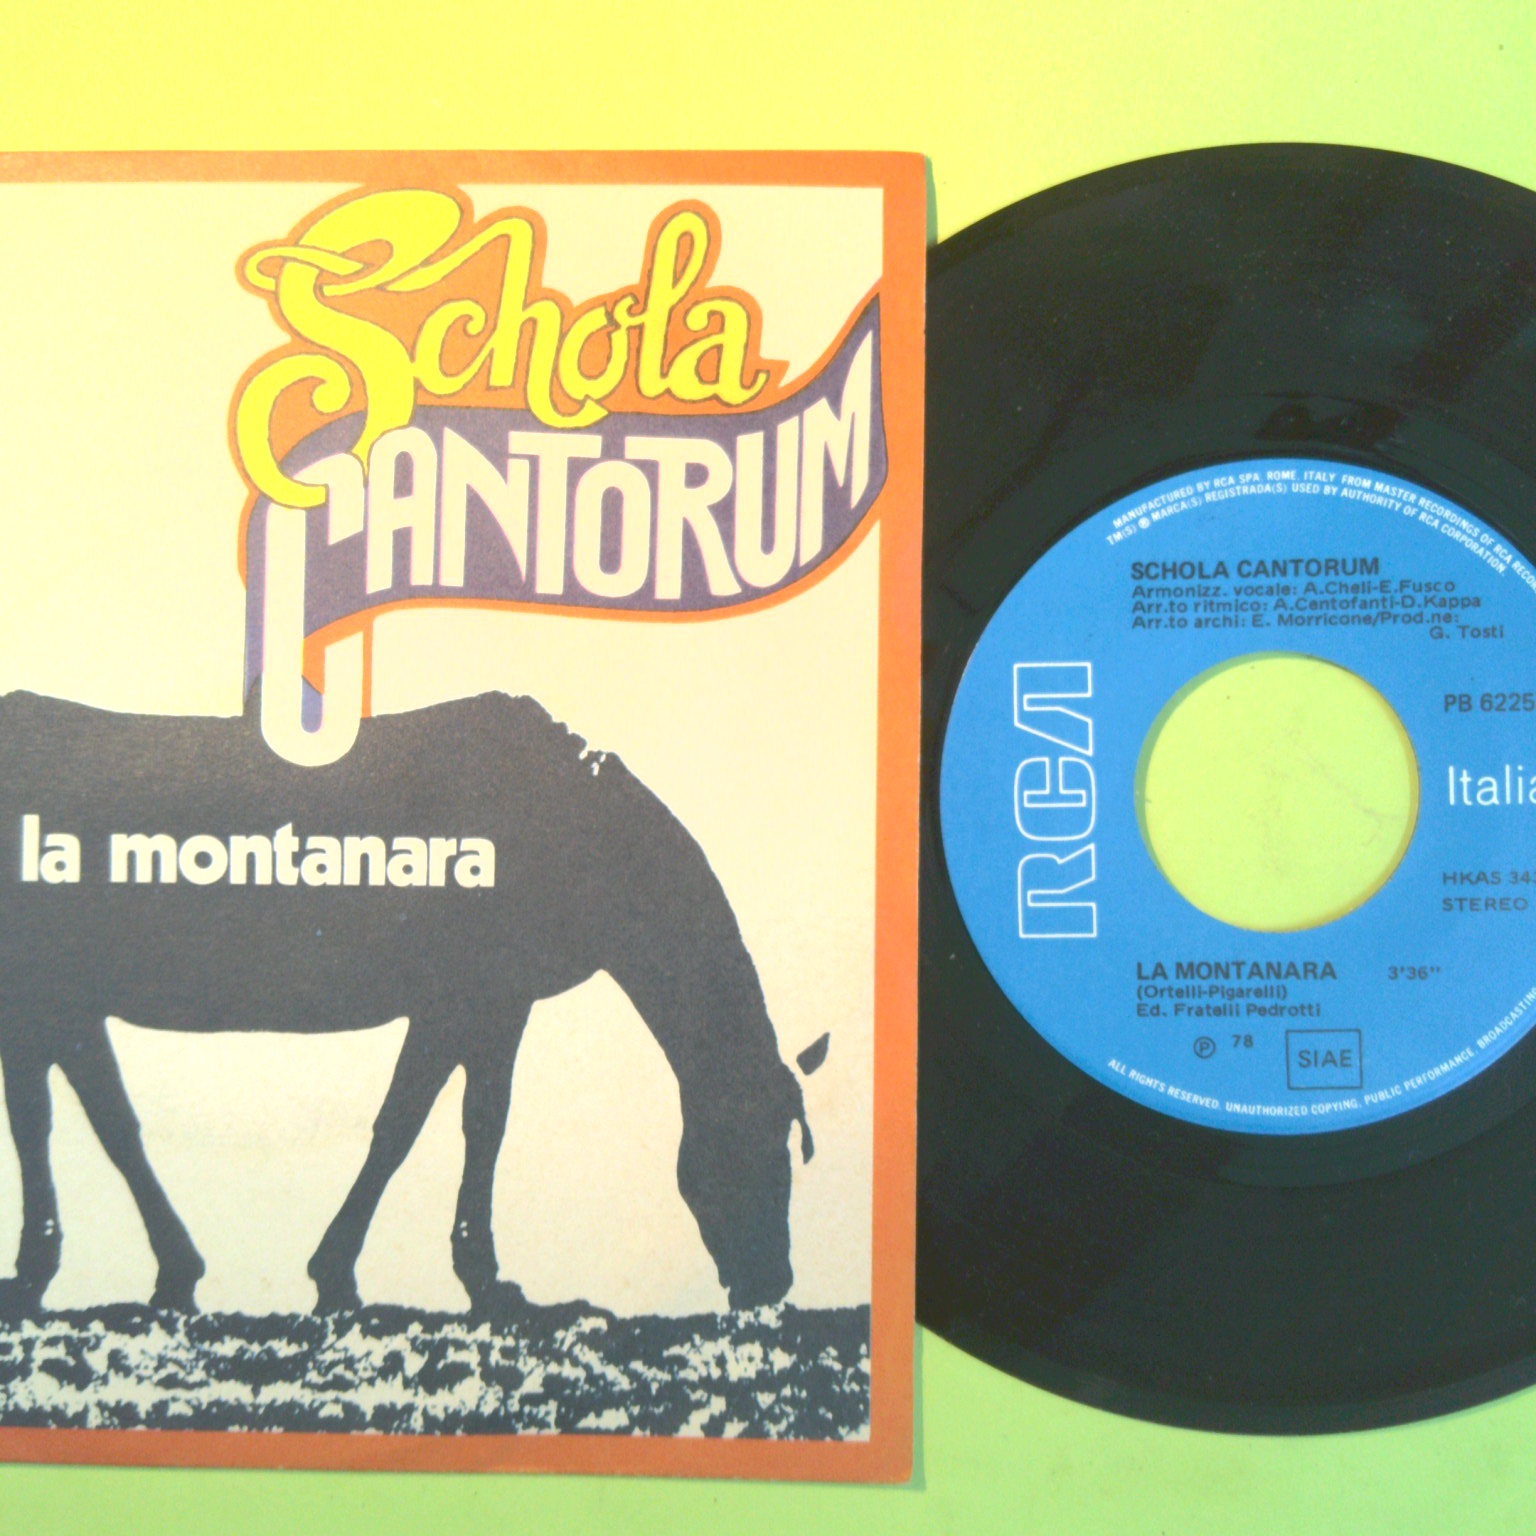 Schola
CANTORUM
la montanara
MANUFACTURED BY RCA SPA, ROME, ITALY FROM MASTER RECORDINGS OF RCA
TM(S) ® MARCA(S) REGISTRADA(S) USED BY AUTHORITY OF RCA CORPORATION.
SCHOLA CANTORUM
Armonizz. vocale: A.Cheli-E.Fusco
Arr.to ritmico: A.Centofanti-D.Kappa
Arr.to archi: E. Morricone/Prod.ne:
G. Tosti
RCA
PB 6225
Italia
HKAS
STEREO
LA MONTANARA 3'36"
(Ortelli-Pigarelli)
Ed. Fratelli Pedrotti
℗ 78 SIAE
ALL RIGHTS RESERVED. UNAUTHORIZED COPYING, PUBLIC PERFORMANCE, BROADCASTING